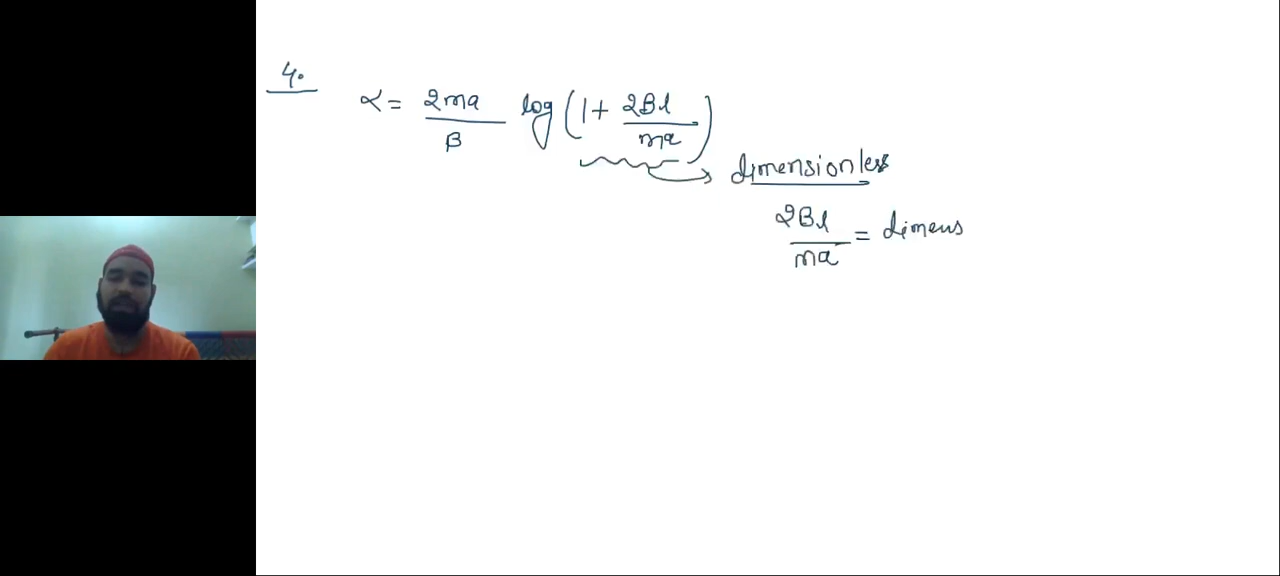 4.
α = 2ma/β log (1 + 2βl/ma)
dimensionless
2βl/ma = dimens